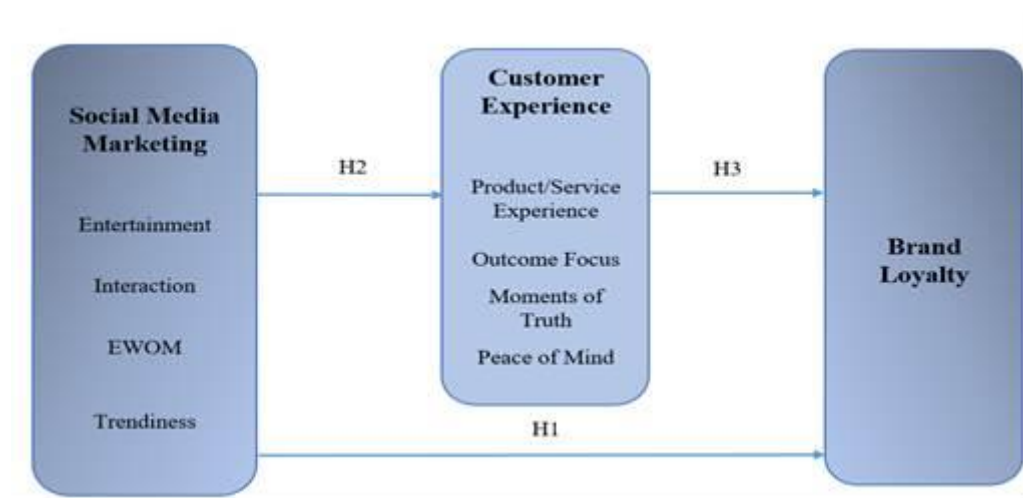 Social Media
Marketing
Entertainment
Interaction
EWOM
Trendiness
H2
Customer
Experience
Product/Service
Experience
Outcome Focus
Moments of
Truth
Peace of Mind
H3
H1
Brand
Loyalty